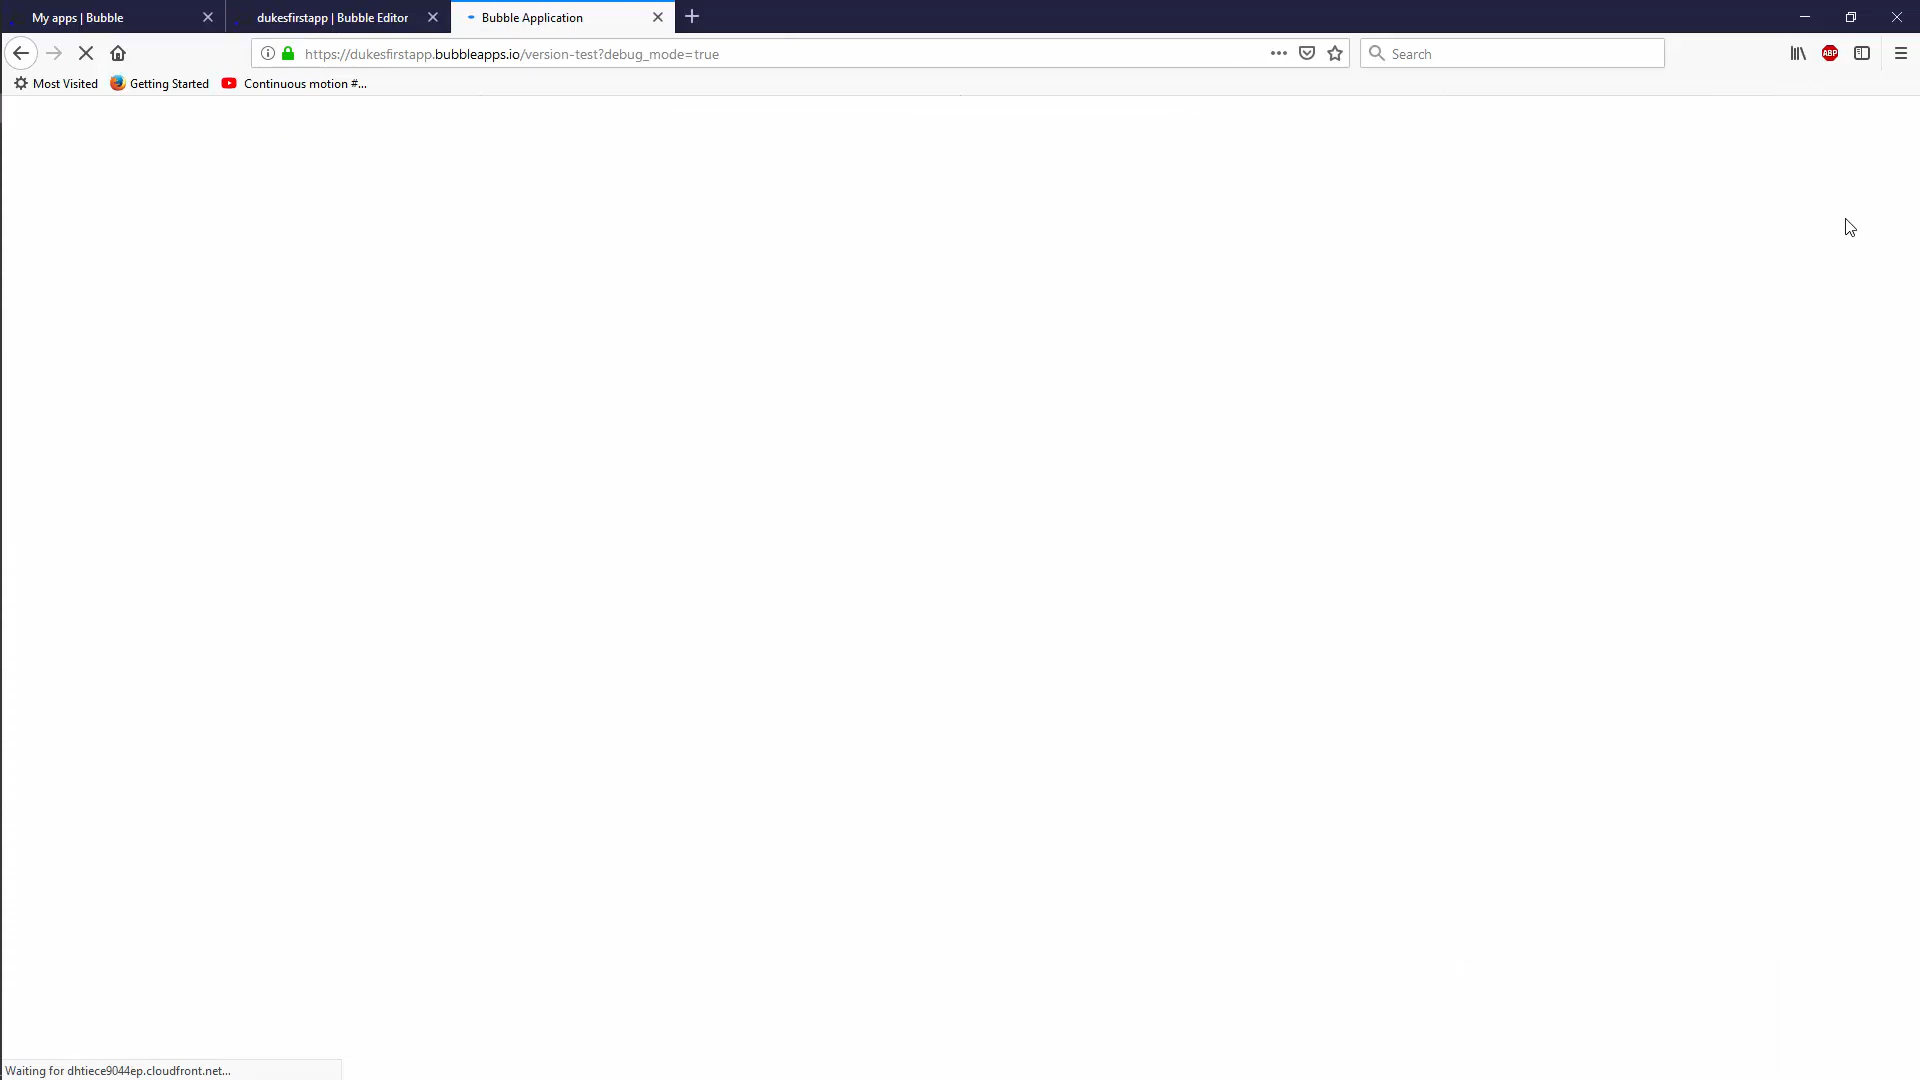 My apps | Bubble
dukesfirstapp | Bubble Editor
Bubble Application
https://dukesfirstapp.bubbleapps.io/version-test?debug_mode=true
Search
ABP
Most Visited
Getting Started
Continuous motion #...
Waiting for dhtiece9044ep.cloudfront.net...